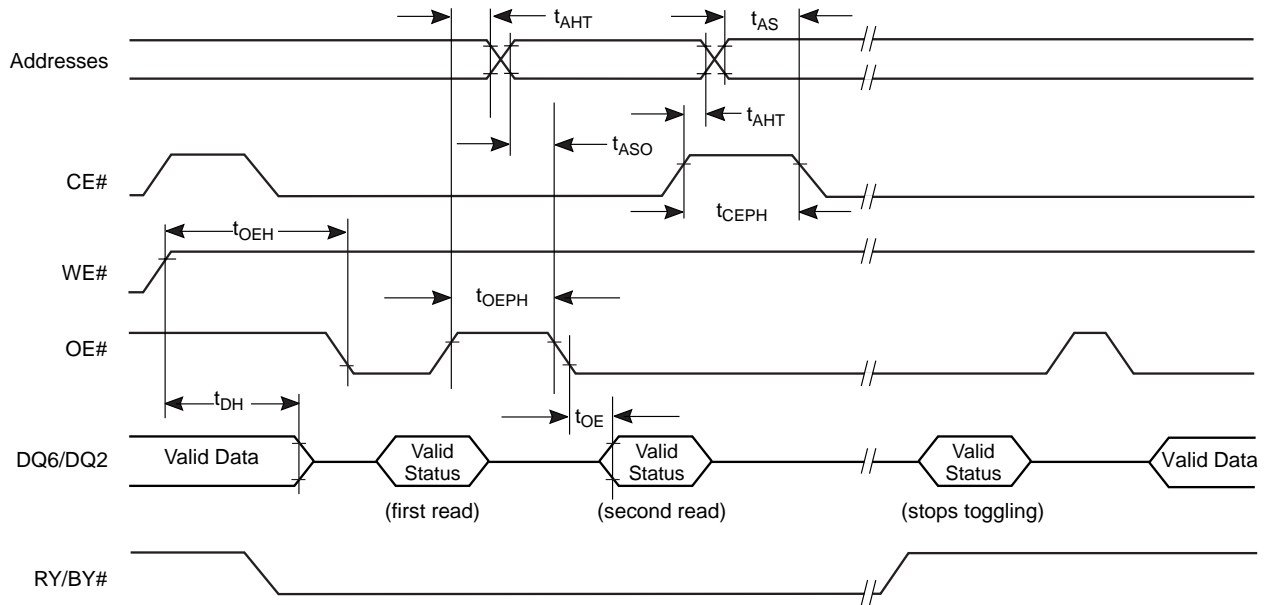 tAHT
tAS
Addresses
tAHT
tASO
CE#
tCEPH
tOEH
WE#
tOEPH
OE#
tDH
tOE
DQ6/DQ2
Valid Data
Valid
Status
Valid
Status
Valid
Status
Valid Data
(first read)
(second read)
(stops toggling)
RY/BY#